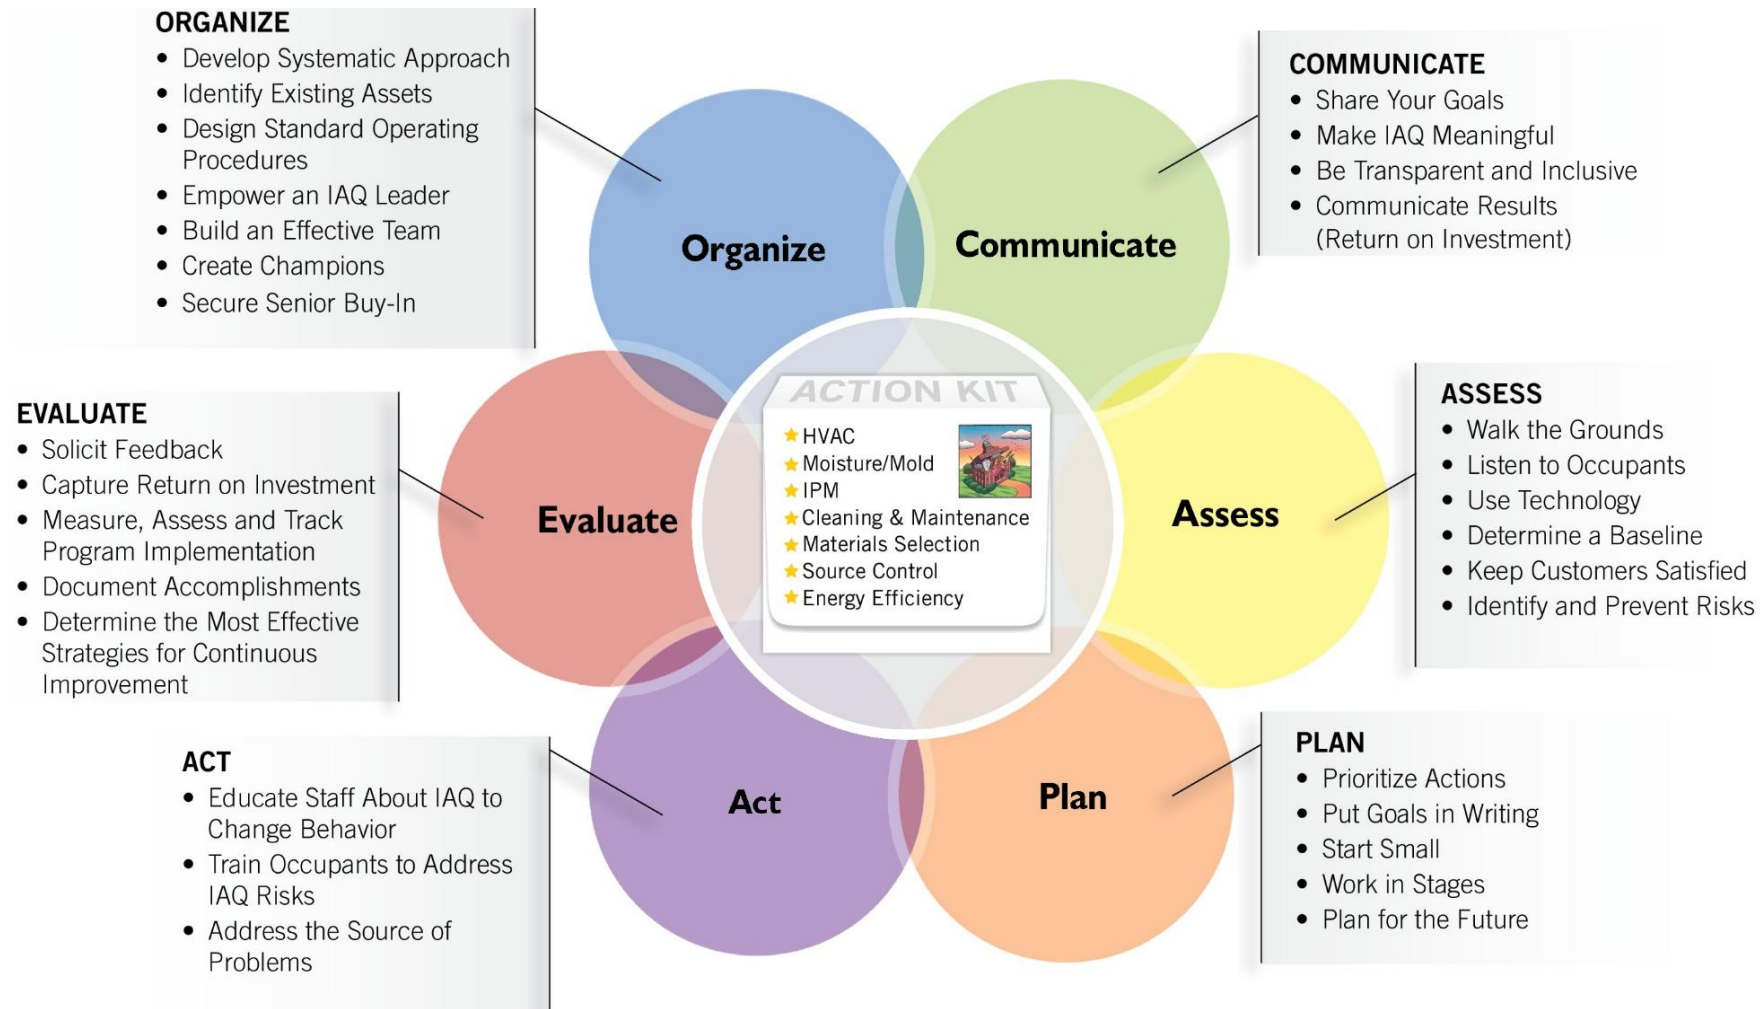 ORGANIZE
• Develop Systematic Approach
• Identify Existing Assets
• Design Standard Operating
Procedures
• Empower an IAQ Leader
• Build an Effective Team
• Create Champions
• Secure Senior Buy-In
COMMUNICATE
• Share Your Goals
• Make IAQ Meaningful
• Be Transparent and Inclusive
• Communicate Results
(Return on Investment)
Organize
Communicate
EVALUATE
• Solicit Feedback
• Capture Return on Investment
• Measure, Assess and Track
Program Implementation
• Document Accomplishments
• Determine the Most Effective
Strategies for Continuous
Improvement
Evaluate
ACTION KIT
HVAC
Moisture/Mold
IPM
Cleaning & Maintenance
Materials Selection
Source Control
Energy Efficiency
Assess
ASSESS
• Walk the Grounds
• Listen to Occupants
• Use Technology
• Determine a Baseline
• Keep Customers Satisfied
• Identify and Prevent Risks
ACT
• Educate Staff About IAQ to
Change Behavior
• Train Occupants to Address
IAQ Risks
• Address the Source of
Problems
Act
Plan
PLAN
• Prioritize Actions
• Put Goals in Writing
• Start Small
• Work in Stages
• Plan for the Future